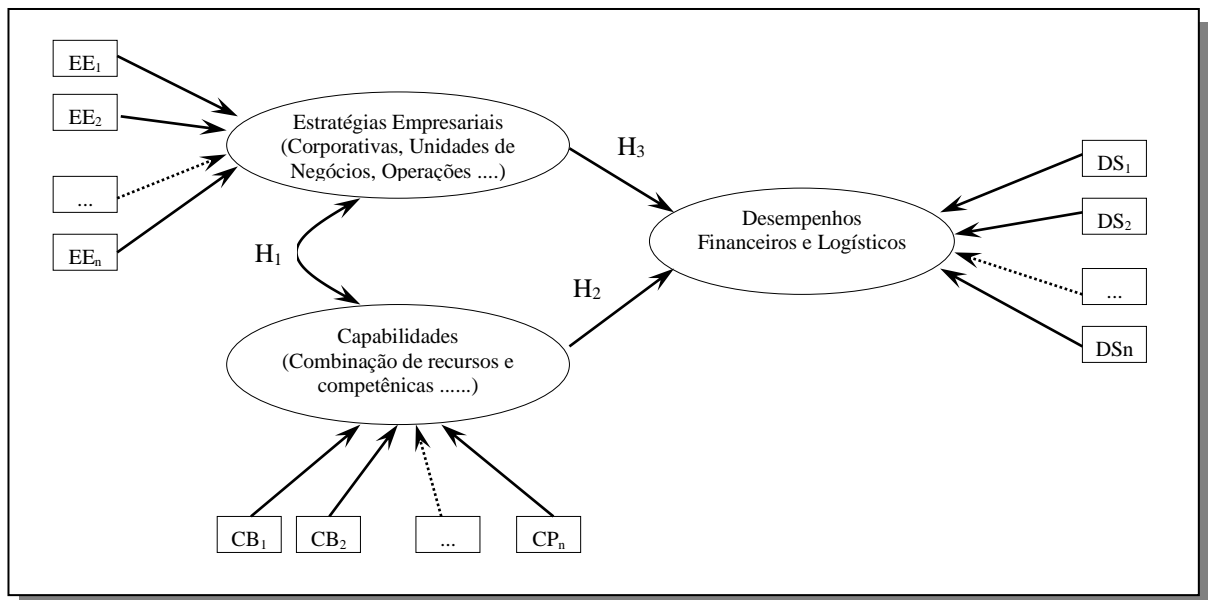 EE₁
EE₂
...
EEₙ
Estratégias Empresariais
(Corporativas, Unidades de
Negócios, Operações ....)
H₁
Capabilidades
(Combinação de recursos e
competênicas ......)
H₃
H₂
Desempenhos
Financeiros e Logísticos
DS₁
DS₂
...
DSn
CB₁
CB₂
...
CPₙ